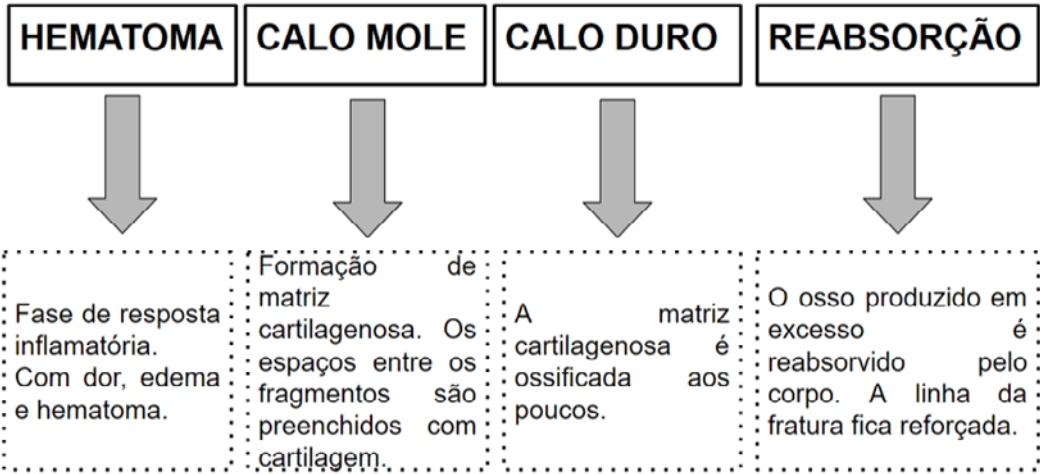 HEMATOMA
CALO MOLE
CALO DURO
REABSORÇÃO
Fase de resposta
inflamatória.
Com dor, edema
e hematoma.
Formação de
matriz
cartilagenosa. Os
espaços entre os
fragmentos são
preenchidos com
cartilagem.
A matriz
cartilagenosa é
ossificada aos
poucos.
O osso produzido em
excesso é
reabsorvido pelo
corpo. A linha da
fratura fica reforçada.